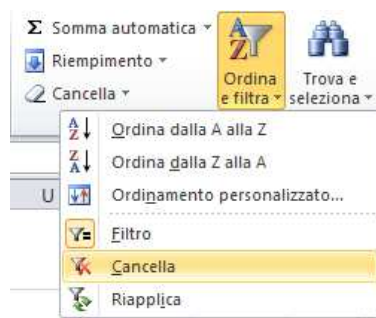 Σ Somma automatica
Riempimento
Cancella
Ordina e filtra
Trova e seleziona
Ordina dalla A alla Z
Ordina dalla Z alla A
U
Ordinamento personalizzato...
Filtro
Cancella
Riapplica